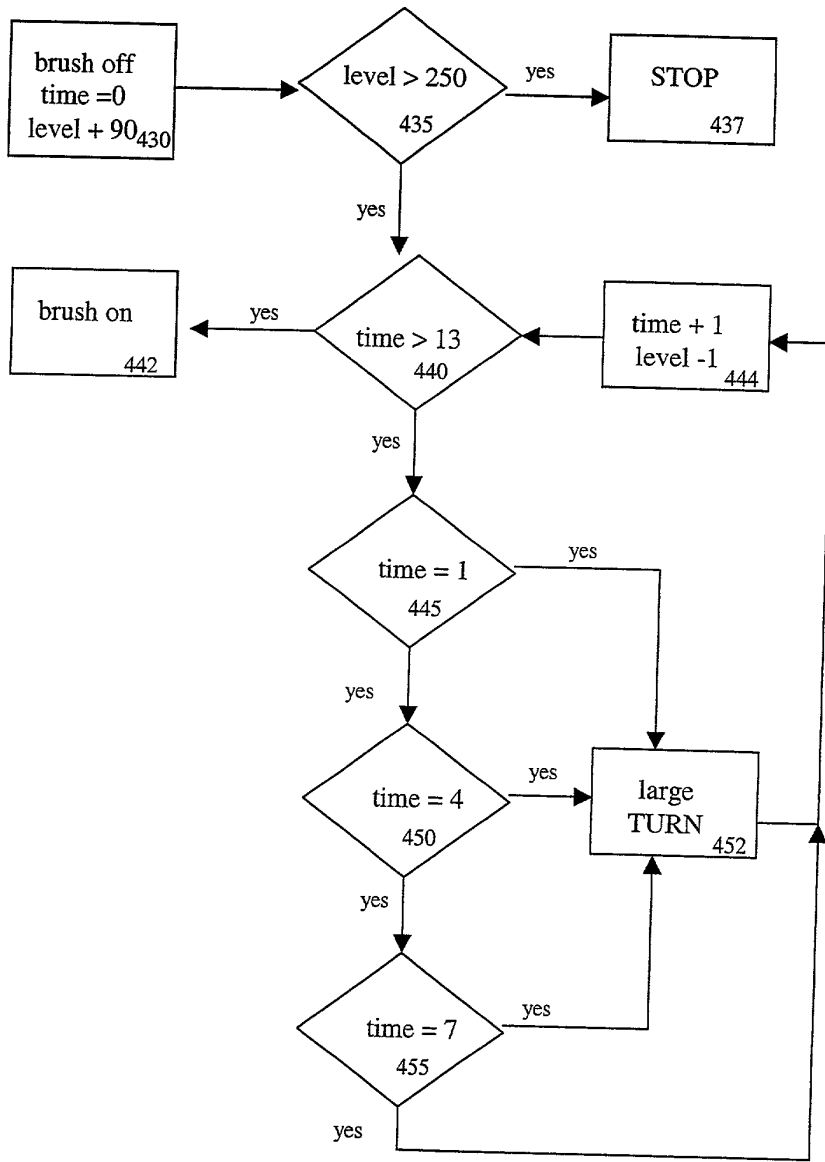 brush off
time =0
level + 90
430
level > 250
435
yes
STOP
437
yes
brush on
442
yes
time > 13
440
time + 1
level -1
444
yes
time = 1
445
yes
yes
time = 4
450
yes
large
TURN
452
yes
time = 7
455
yes
yes